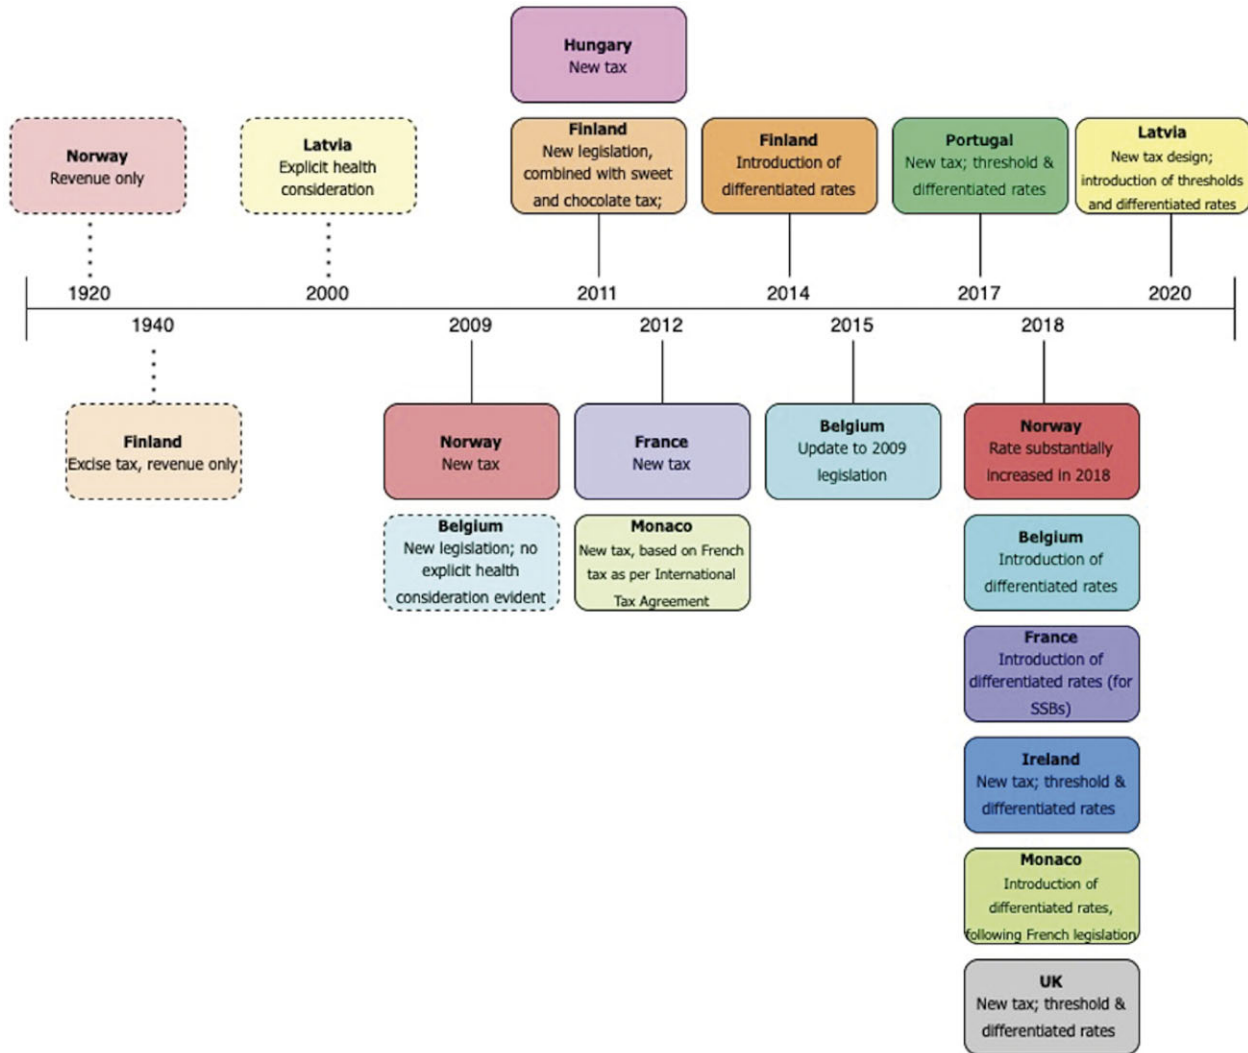 Hungary
New tax
Norway
Revenue only
Latvia
Explicit health
consideration
Finland
New legislation,
combined with sweet
and chocolate tax;
Finland
Introduction of
differentiated rates
Portugal
New tax; threshold &
differentiated rates
Latvia
New tax design;
introduction of thresholds
and differentiated rates
1920
2000
2011
2014
2017
2020
1940
2009
2012
2015
2018
Finland
Excise tax, revenue only
Norway
New tax
France
New tax
Belgium
Update to 2009
legislation
Norway
Rate substantially
increased in 2018
Belgium
New legislation; no
explicit health
consideration evident
Monaco
New tax, based on French
tax as per International
Tax Agreement
Belgium
Introduction of
differentiated rates
France
Introduction of
differentiated rates (for
SSBs)
Ireland
New tax; threshold &
differentiated rates
Monaco
Introduction of
differentiated rates,
following French legislation
UK
New tax; threshold &
differentiated rates